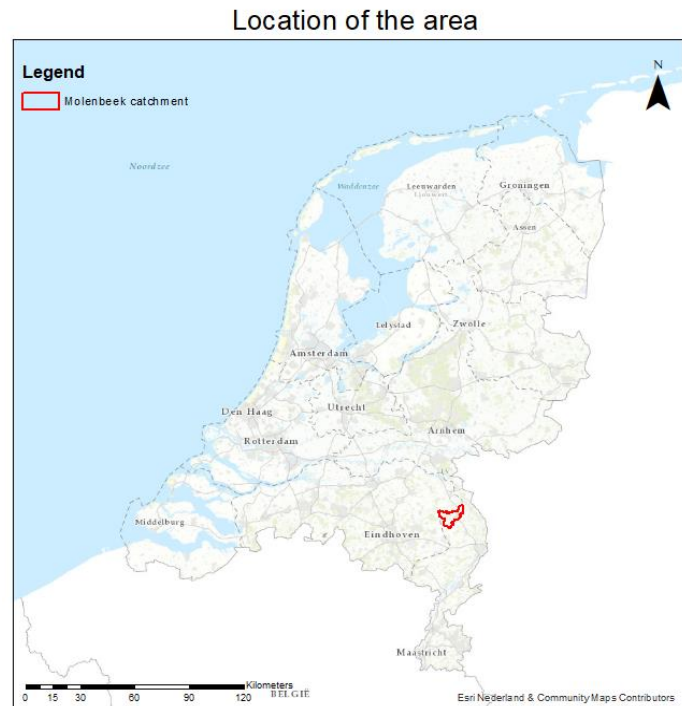 Location of the area
Legend
Molenbeek catchment
N
Noordzee
Waddenzee
Leeuwarden
Groningen
Assen
Lelystad
Zwolle
Amsterdam
Den Haag
Utrecht
Rotterdam
Arnhem
Middelburg
Eindhoven
Maastricht
Kilometers
0 15 30 60 90 120
BELGIË
Esri Nederland & Community Maps Contributors